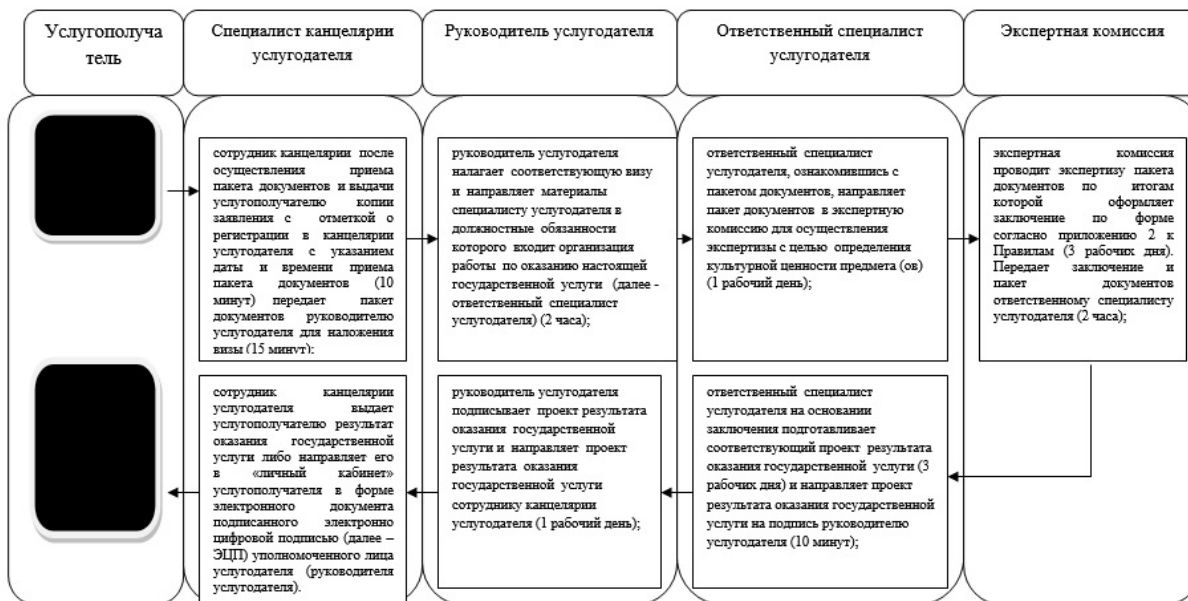 Услугополуча
тель
Специалист канцелярии
услугодателя
Руководитель услугодателя
Ответственный специалист
услугодателя
Экспертная комиссия
сотрудник канцелярии после
осуществления приема
пакета документов и выдачи
услугополучателю копии
заявления с отметкой о
регистрации в канцелярии
услугодателя с указанием
даты и времени приема
пакета документов (10
минут) передает пакет
документов руководителю
услугодателя для наложения
визы (15 минут);
руководитель услугодателя
налагает соответствующую визу
и направляет материалы
специалисту услугодателя в
должностные обязанности
которого входит организация
работы по оказанию настоящей
государственной услуги (далее -
ответственный специалист
услугодателя) (2 часа);
ответственный специалист
услугодателя, ознакомившись с
пакетом документов, направляет
пакет документов в экспертную
комиссию для осуществления
экспертизы с целью определения
культурной ценности предмета (ов)
(1 рабочий день);
экспертная комиссия
проводит экспертизу пакета
документов по итогам
которой оформляет
заключение по форме
согласно приложению 2 к
Правилам (3 рабочих дня).
Передает заключение и
пакет документов
ответственному специалисту
услугодателя (2 часа);
сотрудник канцелярии
услугодателя выдает
услугополучателю результат
оказания государственной
услуги либо направляет его
в «личный кабинет»
услугополучателя в форме
электронного документа
подписанного электронно
цифровой подписью (далее –
ЭЦП) уполномоченного лица
услугодателя (руководителя
услугодателя).
руководитель услугодателя
подписывает проект результата
оказания государственной
услуги и направляет проект
результата оказания
государственной услуги
сотруднику канцелярии
услугодателя (1 рабочий день);
ответственный специалист
услугодателя на основании
заключения подготавливает
соответствующий проект результата
оказания государственной услуги (3
рабочих дня) и направляет проект
результата оказания государственной
услуги на подпись руководителю
услугодателя (10 минут);